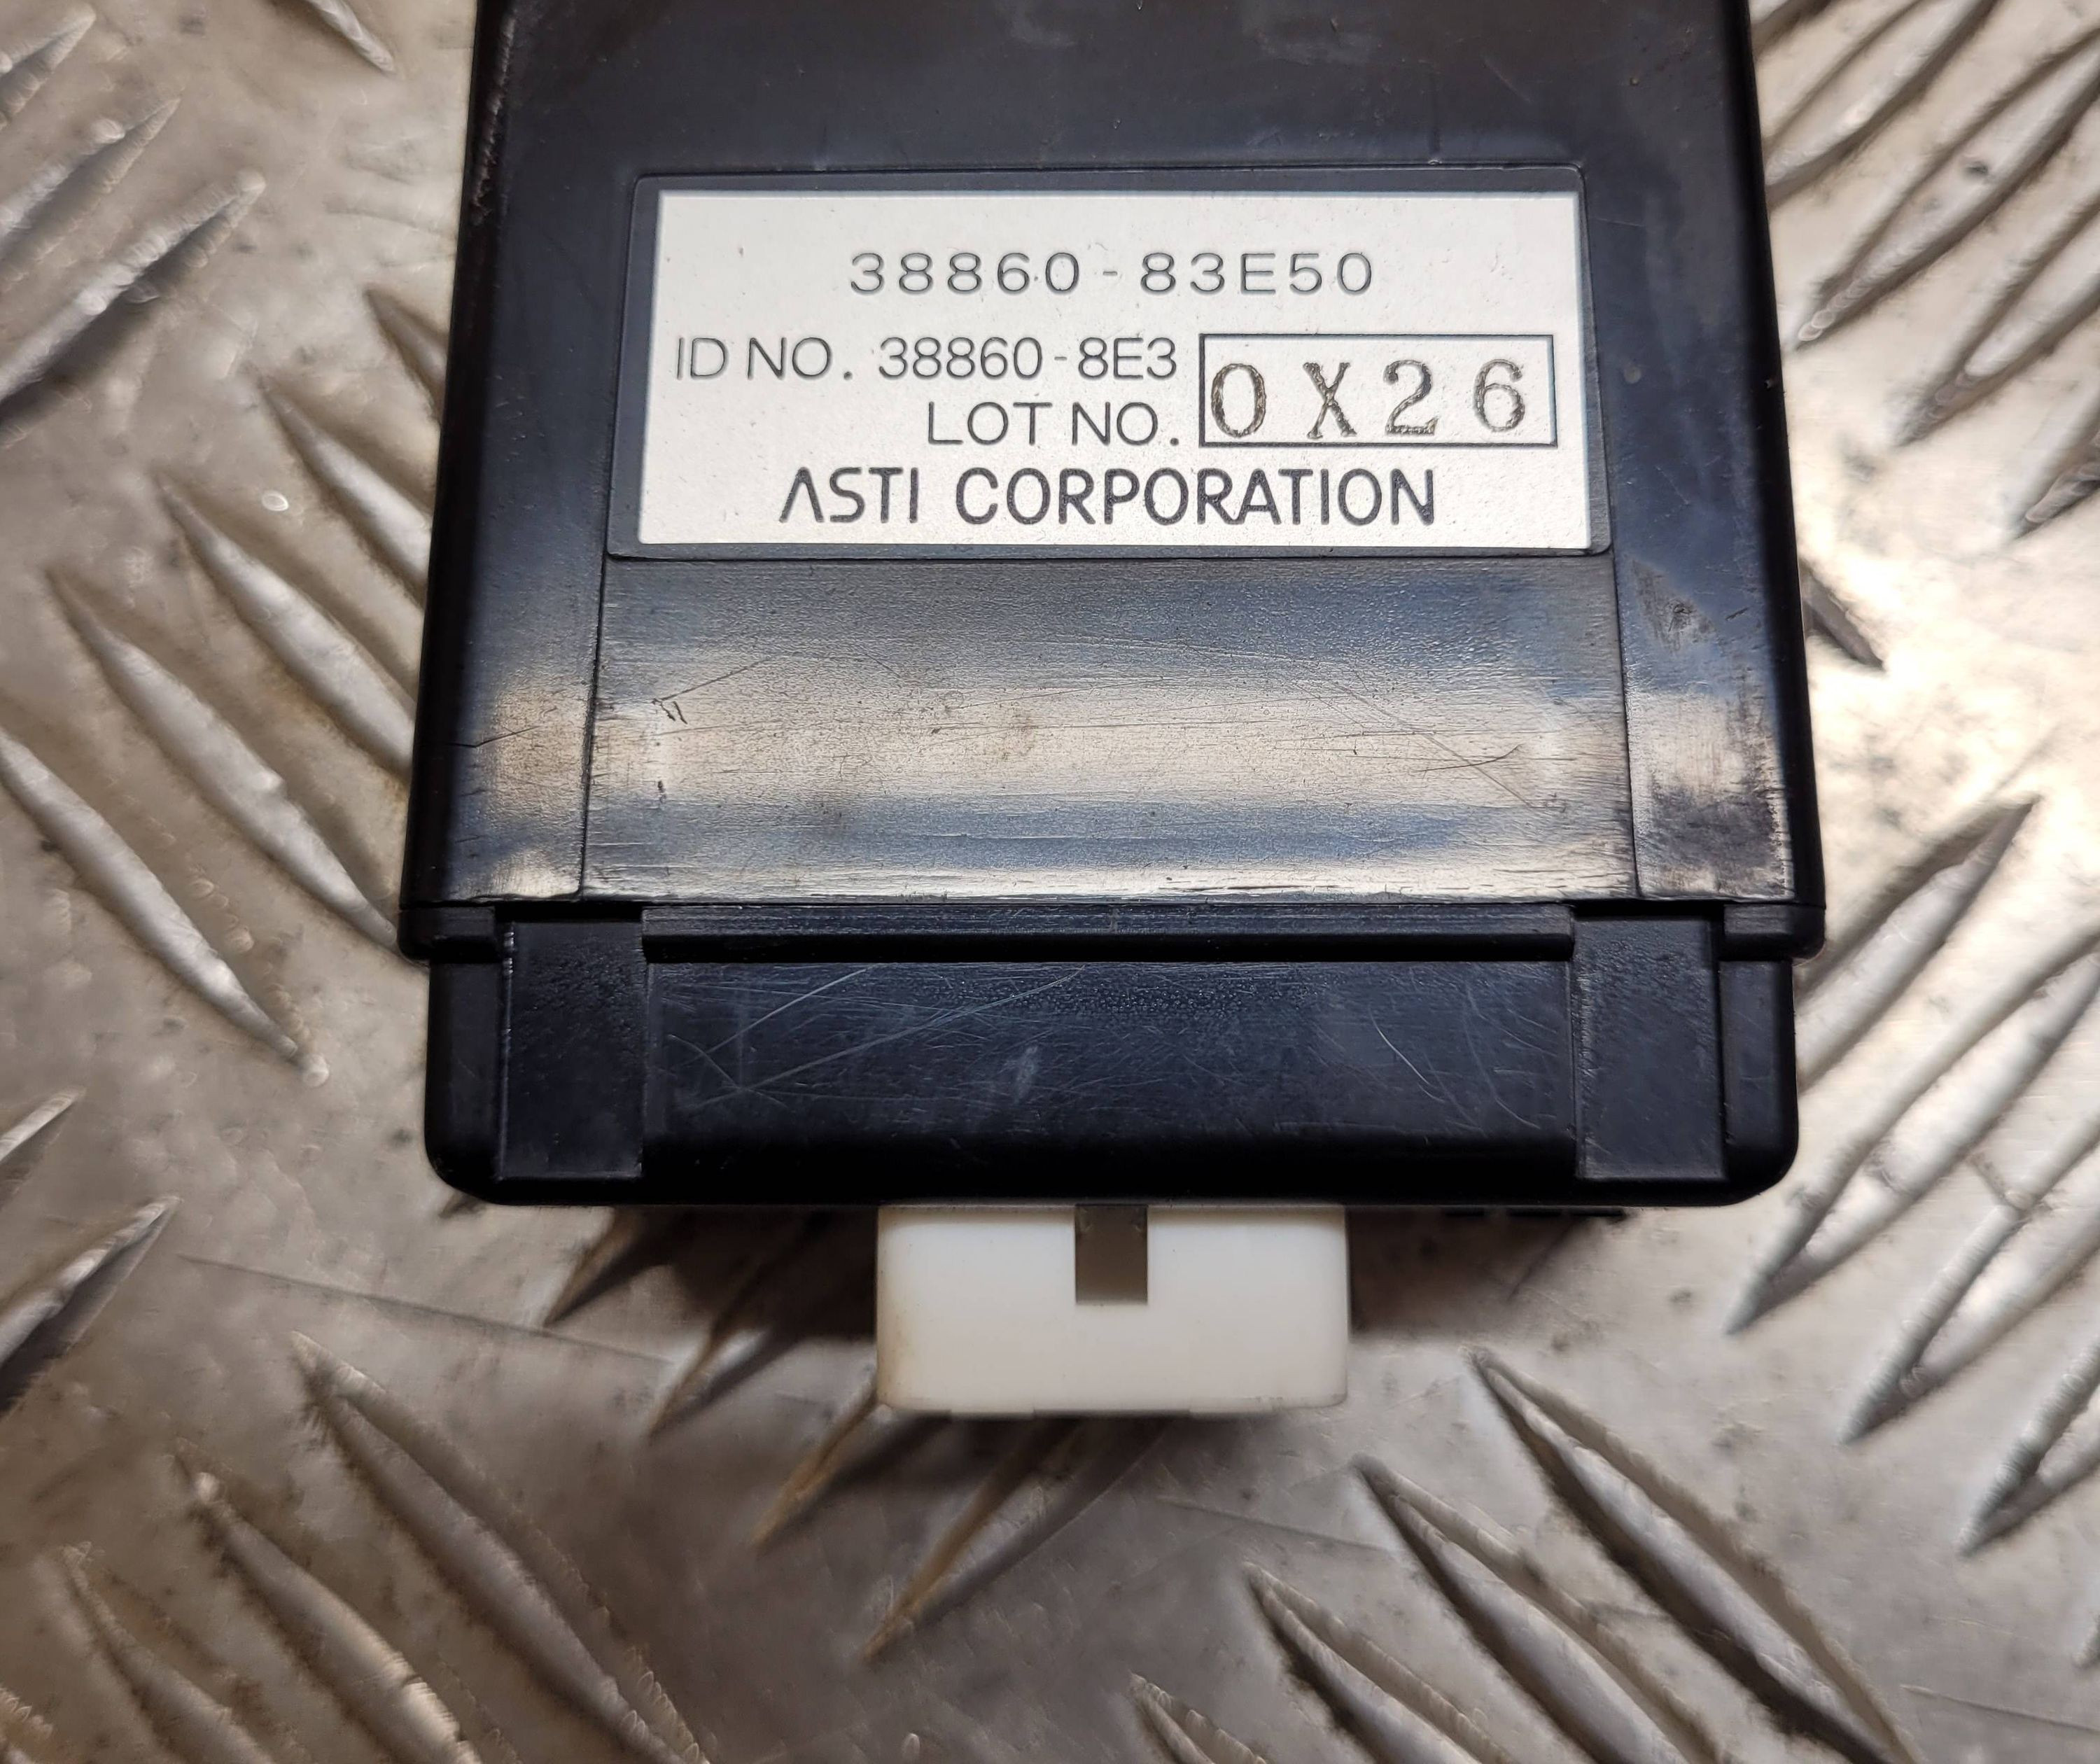 38860-83E50
ID NO. 38860-8E3
LOT NO. 0X26
ASTI CORPORATION